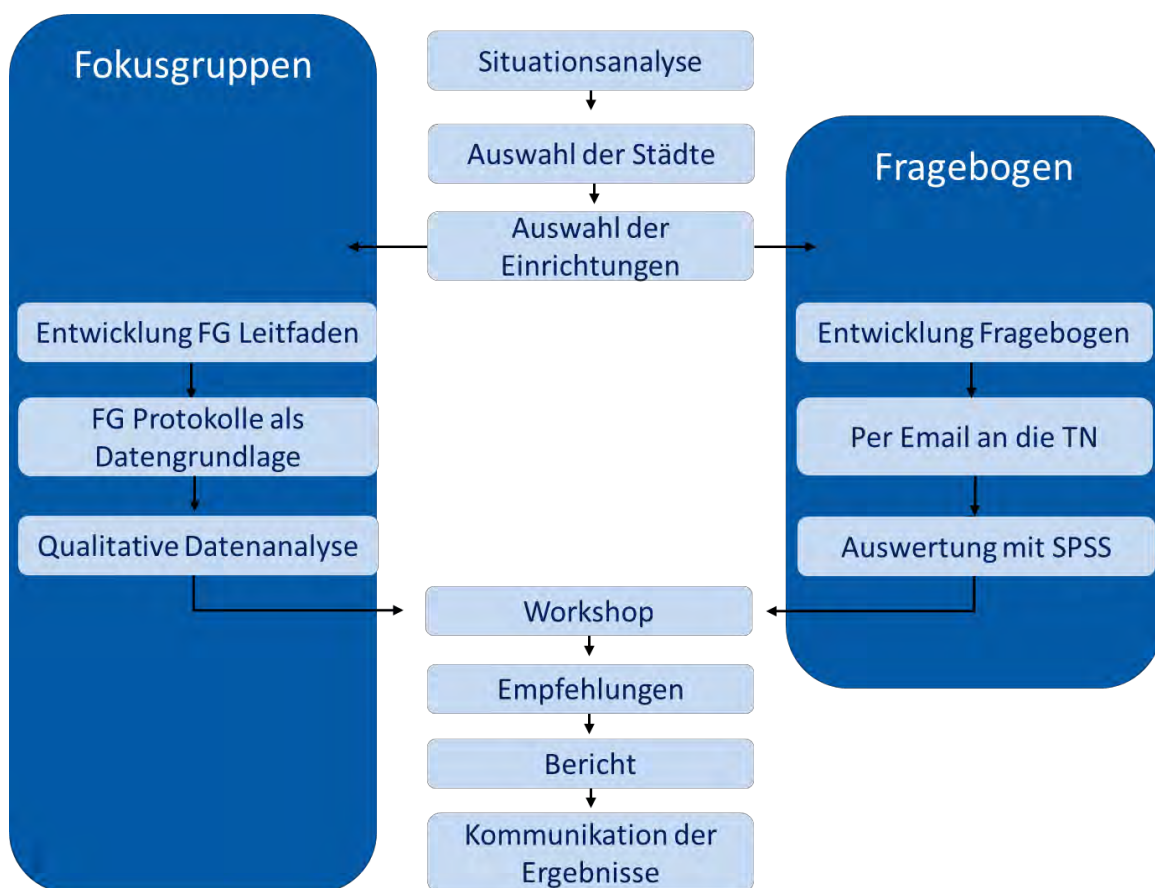 Fokusgruppen
Situationsanalyse
Auswahl der Städte
Auswahl der
Einrichtungen
Fragebogen
Entwicklung FG Leitfaden
FG Protokolle als
Datengrundlage
Qualitative Datenanalyse
Entwicklung Fragebogen
Per Email an die TN
Auswertung mit SPSS
Workshop
Empfehlungen
Bericht
Kommunikation der
Ergebnisse